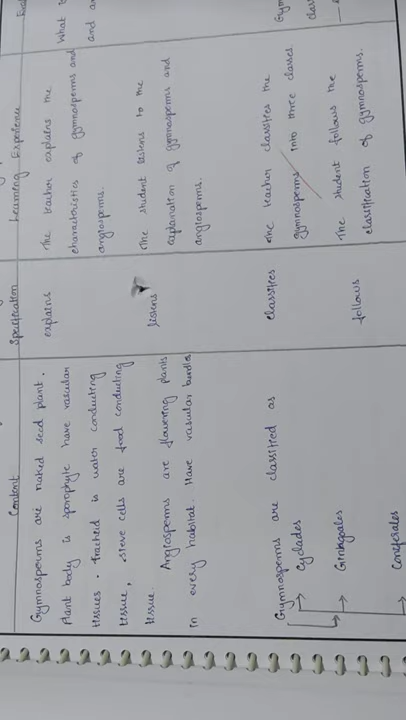 Content
Gymnosperms are naked seed plant.
Plant body is sporophyte have vascular
tissues. Tracheid is water conducting
tissue, sieve cells are food conducting
tissue.
Angiosperms are flowering plants
in every habitat. Have vascular bundle
Gymnosperms are classified as
Cyclades
Ginkgoales
Coniferales
Specification
explains
listens
classifies
follows
Learning Experience
The teacher explains the
characteristics of gymnosperms and
angiosperms.
The student listens to the
explanation of gymnosperms and
angiosperms.
The teacher classifies the
gymnosperms into three classes.
The student follows the
classification of gymnosperms.
What
and